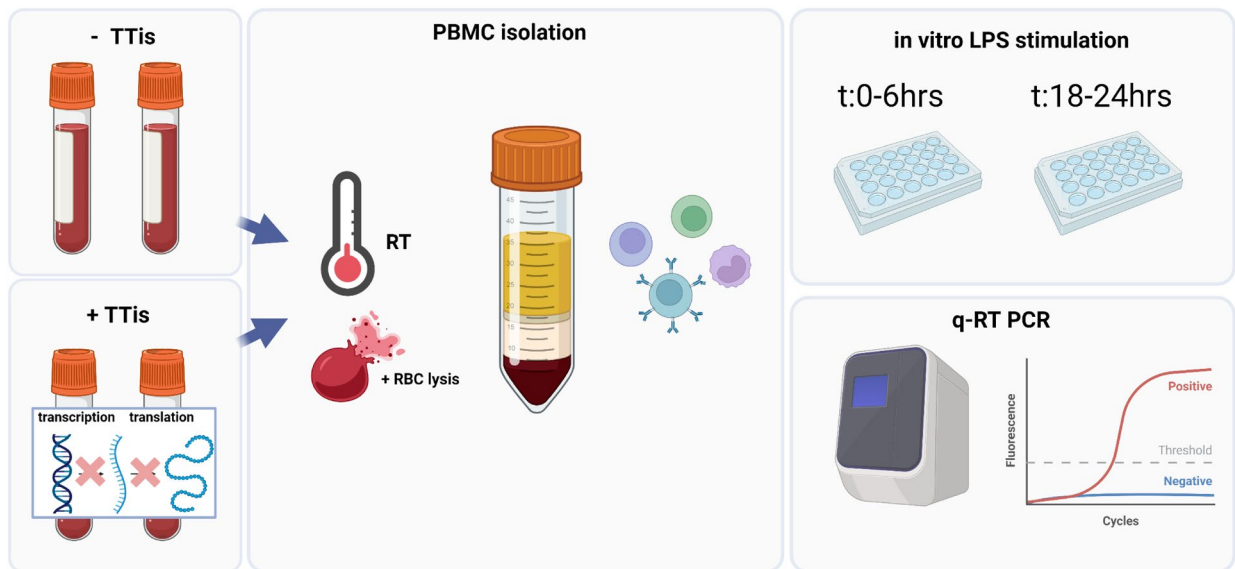 - TTis
+ TTis
transcription translation
PBMC isolation
RT
+ RBC lysis
45
40
35
30
25
20
15
10
in vitro LPS stimulation
t:0-6hrs t:18-24hrs
q-RT PCR
Fluorescence
Positive
Threshold
Negative
Cycles